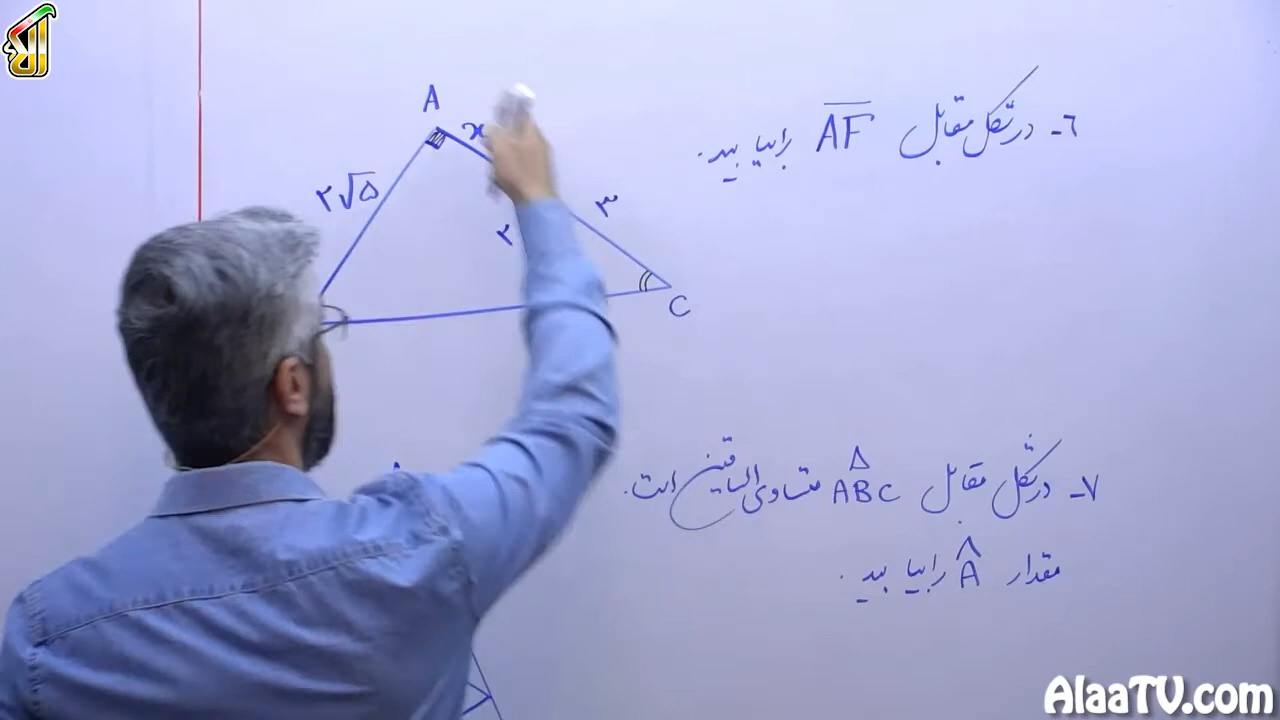 A
x
۲√۵
۳
۲
C
۶- در شکل مقابل AF را بیابید.
۷- در شکل مقابل ABC متساوی الساقین است.
مقدار A را بیابید.
AlaaTV.com